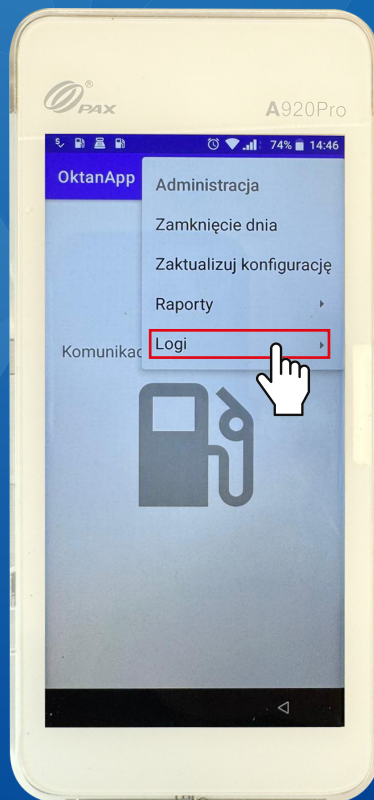 PAX®
A920Pro
74% 14:46
OktanApp
Administracja
Zamknięcie dnia
Zaktualizuj konfigurację
Raporty
Logi
Komunikac